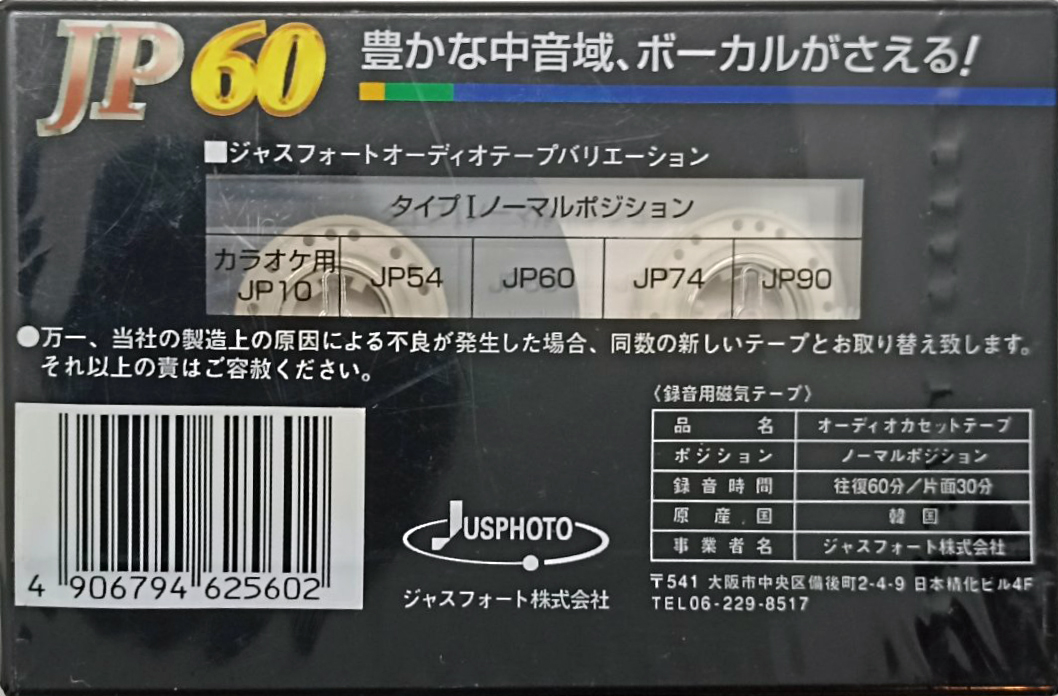 JP60 豊かな中音域、ボーカルがさえる!
■ジャスフォートオーディオテープバリエーション
タイプIノーマルポジション
カラオケ用 JP10 JP54 JP60 JP74 JP90
●万一、当社の製造上の原因による不良が発生した場合、同数の新しいテープとお取り替え致します。
それ以上の責はご容赦ください。
〈録音用磁気テープ〉
品名 オーディオカセットテープ
ポジション ノーマルポジション
録音時間 往復60分/片面30分
原産国 韓国
事業者名 ジャスフォート株式会社
〒541 大阪市中央区備後町2-4-9 日本精化ビル4F
TEL06-229-8517
JUSPHOTO
ジャスフォート株式会社
4 906794 625602